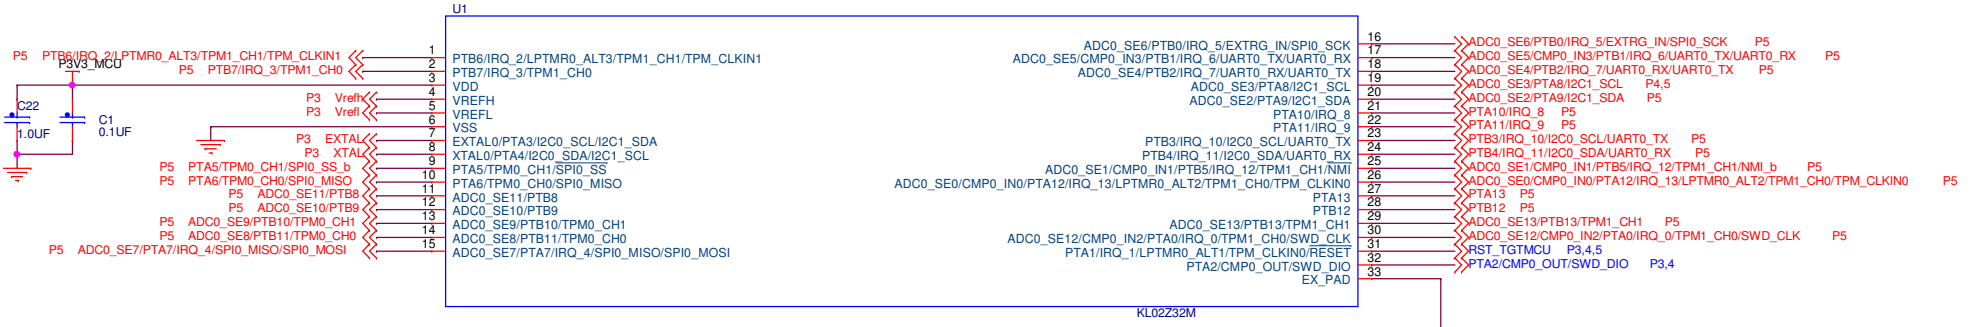 U1
P5 PTB6/IRQ_2/LPTMR0_ALT3/TPM1_CH1/TPM_CLKIN1 1 PTB6/IRQ_2/LPTMR0_ALT3/TPM1_CH1/TPM_CLKIN1
P3V3_MCU
P5 PTB7/IRQ_3/TPM1_CH0 2 PTB7/IRQ_3/TPM1_CH0
3 VDD
P3 Vrefh 4 VREFH
P3 Vrefl 5 VREFL
6 VSS
C22
1.0UF
C1
0.1UF
P3 EXTAL 7 EXTAL0/PTA3/I2C0_SCL/I2C1_SDA
P3 XTAL 8 XTAL0/PTA4/I2C0_SDA/I2C1_SCL
P5 PTA5/TPM0_CH1/SPI0_SS_b 9 PTA5/TPM0_CH1/SPI0_SS
P5 PTA6/TPM0_CH0/SPI0_MISO 10 PTA6/TPM0_CH0/SPI0_MISO
P5 ADC0_SE11/PTB8 11 ADC0_SE11/PTB8
P5 ADC0_SE10/PTB9 12 ADC0_SE10/PTB9
P5 ADC0_SE9/PTB10/TPM0_CH1 13 ADC0_SE9/PTB10/TPM0_CH1
P5 ADC0_SE8/PTB11/TPM0_CH0 14 ADC0_SE8/PTB11/TPM0_CH0
P5 ADC0_SE7/PTA7/IRQ_4/SPI0_MISO/SPI0_MOSI 15 ADC0_SE7/PTA7/IRQ_4/SPI0_MISO/SPI0_MOSI
ADC0_SE6/PTB0/IRQ_5/EXTRG_IN/SPI0_SCK 16 ADC0_SE6/PTB0/IRQ_5/EXTRG_IN/SPI0_SCK P5
ADC0_SE5/CMP0_IN3/PTB1/IRQ_6/UART0_TX/UART0_RX 17 ADC0_SE5/CMP0_IN3/PTB1/IRQ_6/UART0_TX/UART0_RX P5
ADC0_SE4/PTB2/IRQ_7/UART0_RX/UART0_TX 18 ADC0_SE4/PTB2/IRQ_7/UART0_RX/UART0_TX P5
ADC0_SE3/PTA8/I2C1_SCL 19 ADC0_SE3/PTA8/I2C1_SCL P4,5
ADC0_SE2/PTA9/I2C1_SDA 20 ADC0_SE2/PTA9/I2C1_SDA P5
PTA10/IRQ_8 21 PTA10/IRQ_8 P5
PTA11/IRQ_9 22 PTA11/IRQ_9 P5
PTB3/IRQ_10/I2C0_SCL/UART0_TX 23 PTB3/IRQ_10/I2C0_SCL/UART0_TX P5
PTB4/IRQ_11/I2C0_SDA/UART0_RX 24 PTB4/IRQ_11/I2C0_SDA/UART0_RX P5
ADC0_SE1/CMP0_IN1/PTB5/IRQ_12/TPM1_CH1/NMI 25 ADC0_SE1/CMP0_IN1/PTB5/IRQ_12/TPM1_CH1/NMI_b P5
ADC0_SE0/CMP0_IN0/PTA12/IRQ_13/LPTMR0_ALT2/TPM1_CH0/TPM_CLKIN0 26 ADC0_SE0/CMP0_IN0/PTA12/IRQ_13/LPTMR0_ALT2/TPM1_CH0/TPM_CLKIN0 P5
PTA13 27 PTA13 P5
PTB12 28 PTB12 P5
ADC0_SE13/PTB13/TPM1_CH1 29 ADC0_SE13/PTB13/TPM1_CH1 P5
ADC0_SE12/CMP0_IN2/PTA0/IRQ_0/TPM1_CH0/SWD_CLK 30 ADC0_SE12/CMP0_IN2/PTA0/IRQ_0/TPM1_CH0/SWD_CLK P5
PTA1/IRQ_1/LPTMR0_ALT1/TPM_CLKIN0/RESET 31 RST_TGTMCU P3,4,5
PTA2/CMP0_OUT/SWD_DIO 32 PTA2/CMP0_OUT/SWD_DIO P3,4
EX_PAD 33
KL02Z32M